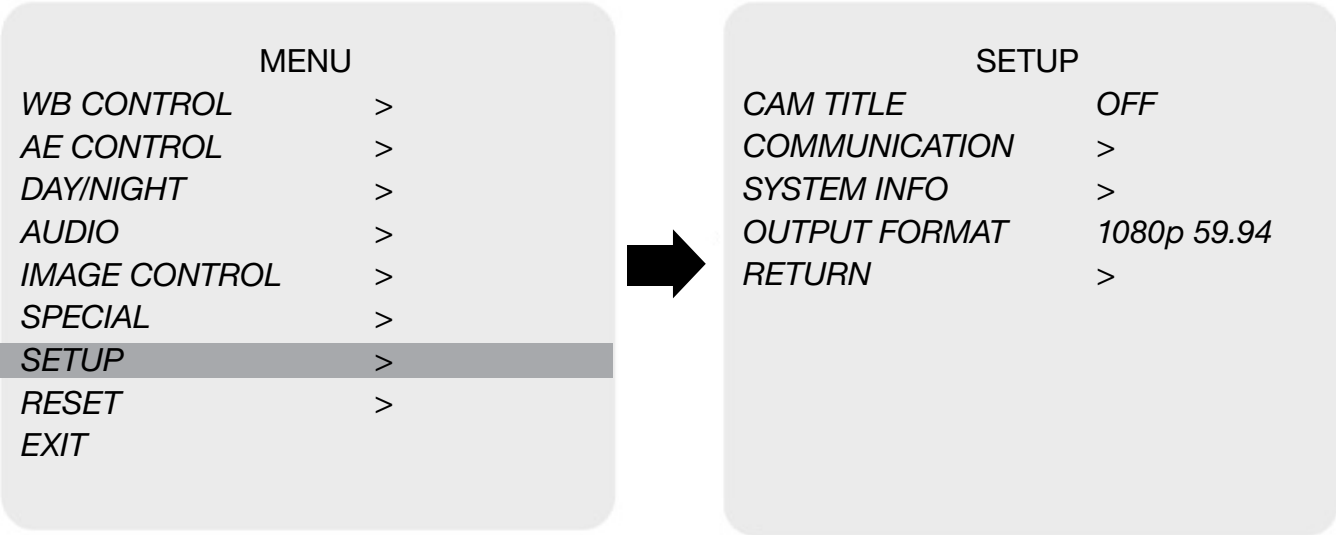 MENU
WB CONTROL >
AE CONTROL >
DAY/NIGHT >
AUDIO >
IMAGE CONTROL >
SPECIAL >
SETUP >
RESET >
EXIT
SETUP
CAM TITLE OFF
COMMUNICATION >
SYSTEM INFO >
OUTPUT FORMAT 1080p 59.94
RETURN >